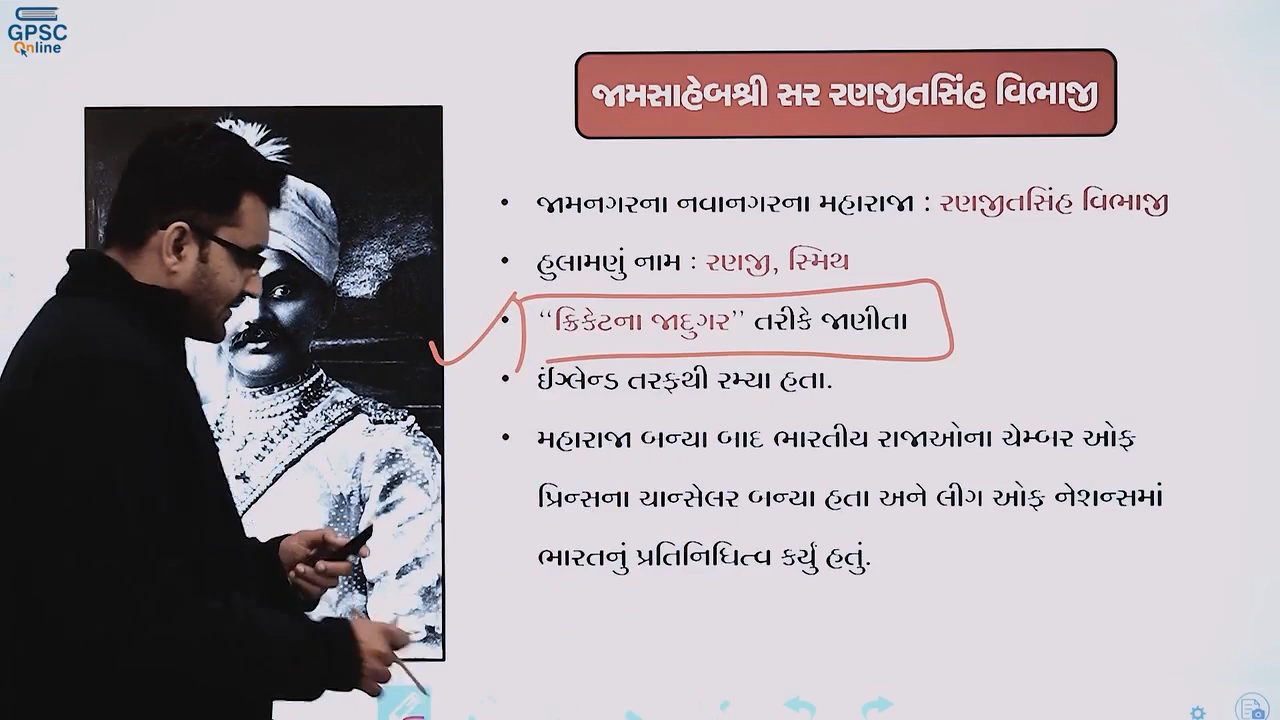 GPSC
Online
જામસાહેબશ્રી સર રણજીતસિંહ વિભાજી
• જામનગરના નવાનગરના મહારાજા : રણજીતસિંહ વિભાજી
• હુલામણું નામ : રણજી, સ્મિથ
• “ક્રિકેટના જાદુગર” તરીકે જાણીતા
• ઈંગ્લેન્ડ તરફથી રમ્યા હતા.
• મહારાજા બન્યા બાદ ભારતીય રાજાઓના ચેમ્બર ઓફ
પ્રિન્સના ચાન્સેલર બન્યા હતા અને લીગ ઓફ નેશન્સમાં
ભારતનું પ્રતિનિધિત્વ કર્યું હતું.